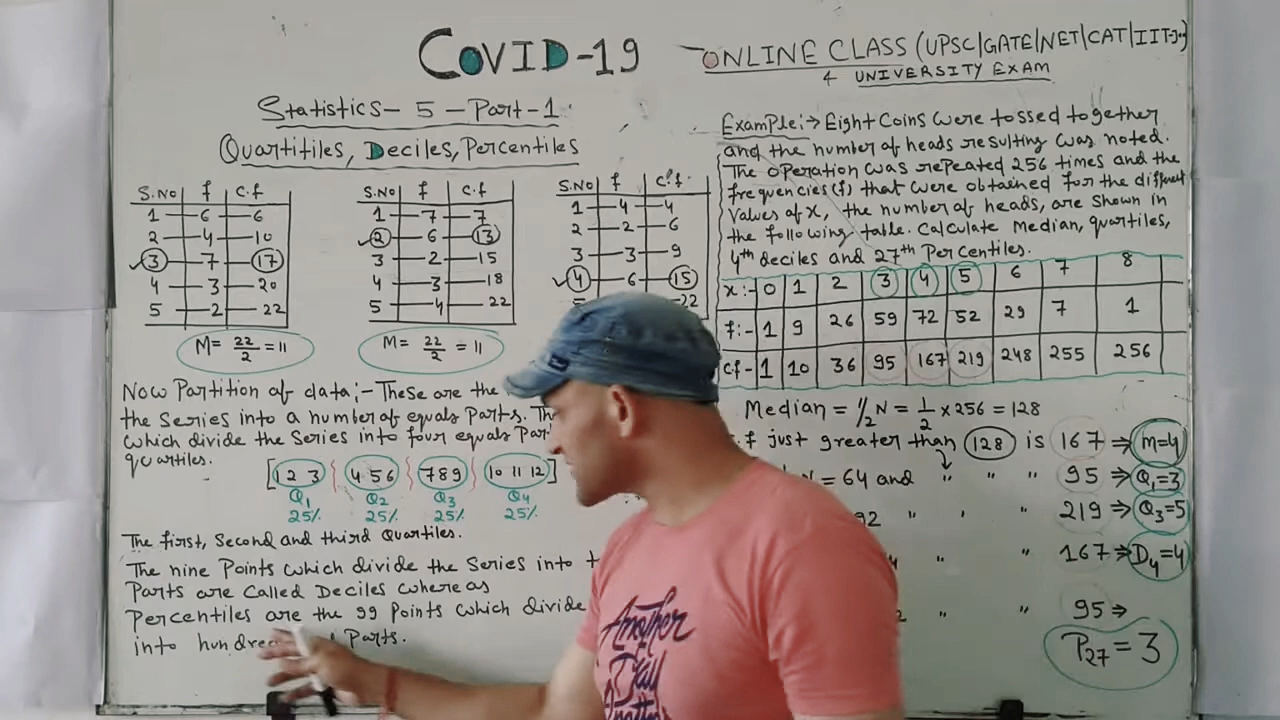 COVID-19
ONLINE CLASS (UPSC/GATE/NET/CAT/IIT-J
& UNIVERSITY EXAM
Statistics- 5 - Part-1
Quartitiles, Deciles, Percentiles
S.NO f c.f
1 6 6
2 4 10
3 7 17
4 3 20
5 2 22
M = 22/2 = 11
S.NO f c.f
1 7 7
2 6 13
3 2 15
4 3 18
5 4 22
M = 22/2 = 11
S.NO f c.f.
1 4 4
2 2 6
3 3 9
4 6 15
5 22
Now Partition of data:- These are the
the Series into a number of equals Parts. Th
which divide the Series into four equals Par
quartiles.
[1 2 3 4 5 6 7 8 9 10 11 12]
Q1 Q2 Q3 Q4
25% 25% 25% 25%
The first, Second and third Quartiles.
The nine Points which divide the Series into t
Parts are Called Deciles whereas
Percentiles are the 99 Points which divide
into hundre Parts.
Example:→ Eight Coins were tossed together
and the number of heads resulting was noted.
The operation was repeated 256 times and the
frequencies(f) that were obtained for the different
Values of x, the number of heads, are shown in
the following table. Calculate Median, quartiles,
4th deciles and 27th Percentiles.
x:- 0 1 2 3 4 5 6 7 8
f:- 1 9 26 59 72 52 29 7 1
cf- 1 10 36 95 167 219 248 255 256
Median = 1/2 N = 1/2 x 256 = 128
f just greater than 128 is 167 ⇒ M=4
N = 64 and " " " 95 ⇒ Q1=3
92 " " " 219 ⇒ Q3=5
" " 167 ⇒ D4=4
" " 95 ⇒
P27 = 3
Another
Day
Another